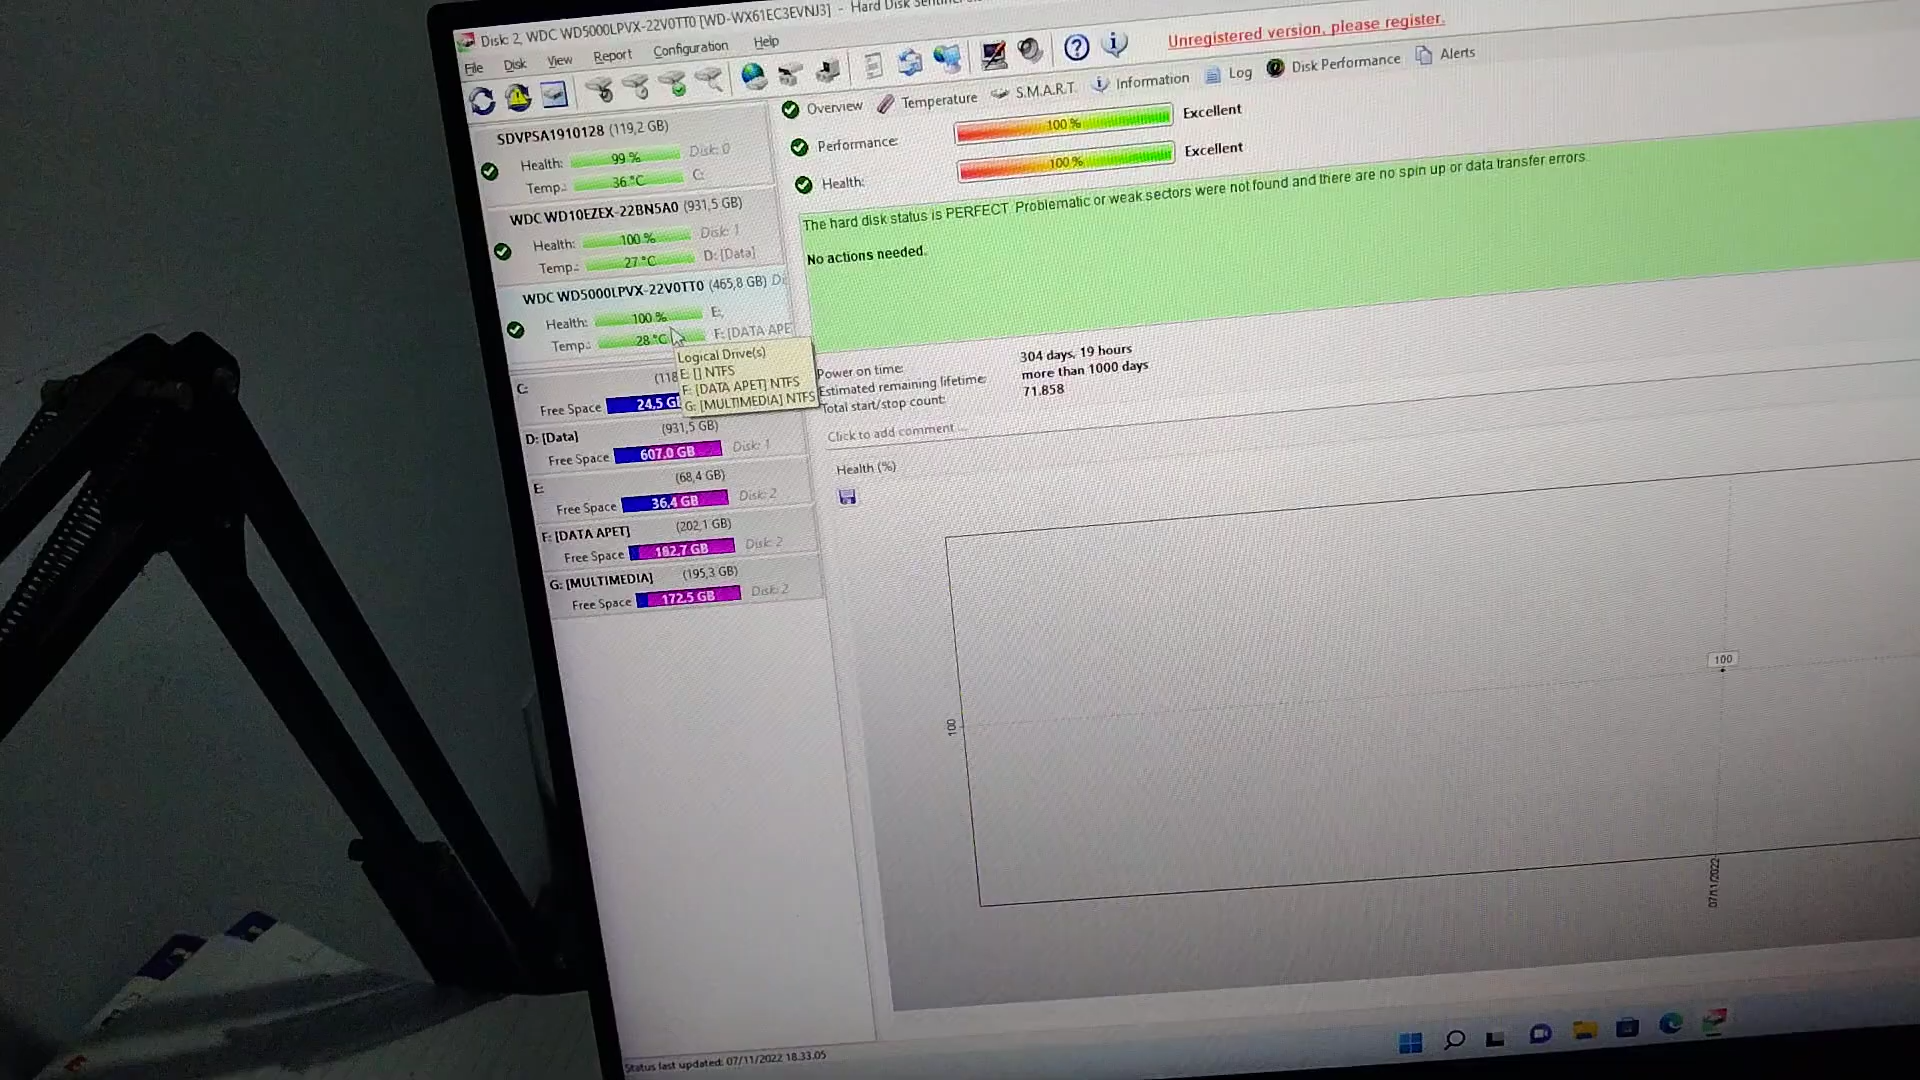 Disk: 2, WDC WD5000LPVX-22V0TT0 [WD-WX61EC3EVNJ3] - Hard Disk Sentinel
File Disk View Report Configuration Help
Unregistered version, please register.
SDVPSA1910128 (119,2 GB)
Health: 99 % Disk: 0
Temp.: 36 °C C:
WDC WD10EZEX-22BN5A0 (931,5 GB)
Health: 100 % Disk: 1
Temp.: 27 °C D: [Data]
WDC WD5000LPVX-22V0TT0 (465,8 GB)
Health: 100 % E:,
Temp.: 28 °C F: [DATA APE
Logical Drive(s)
E: [] NTFS
F: [DATA APET] NTFS
G: [MULTIMEDIA] NTFS
C: (118
Free Space 24,5 GB
D: [Data] (931,5 GB)
Free Space 607,0 GB Disk: 1
E: (68,4 GB)
Free Space 36,4 GB Disk: 2
F: [DATA APET] (202,1 GB)
Free Space 182,7 GB Disk: 2
G: [MULTIMEDIA] (195,3 GB)
Free Space 172,5 GB Disk: 2
Overview Temperature S.M.A.R.T. Information Log Disk Performance Alerts
Performance: 100 % Excellent
Health: 100 % Excellent
The hard disk status is PERFECT. Problematic or weak sectors were not found and there are no spin up or data transfer errors.
No actions needed.
Power on time: 304 days, 19 hours
Estimated remaining lifetime: more than 1000 days
Total start/stop count: 71.858
Click to add comment ...
Health (%)
100
100
07/11/2022
Status last updated: 07/11/2022 18.33.05